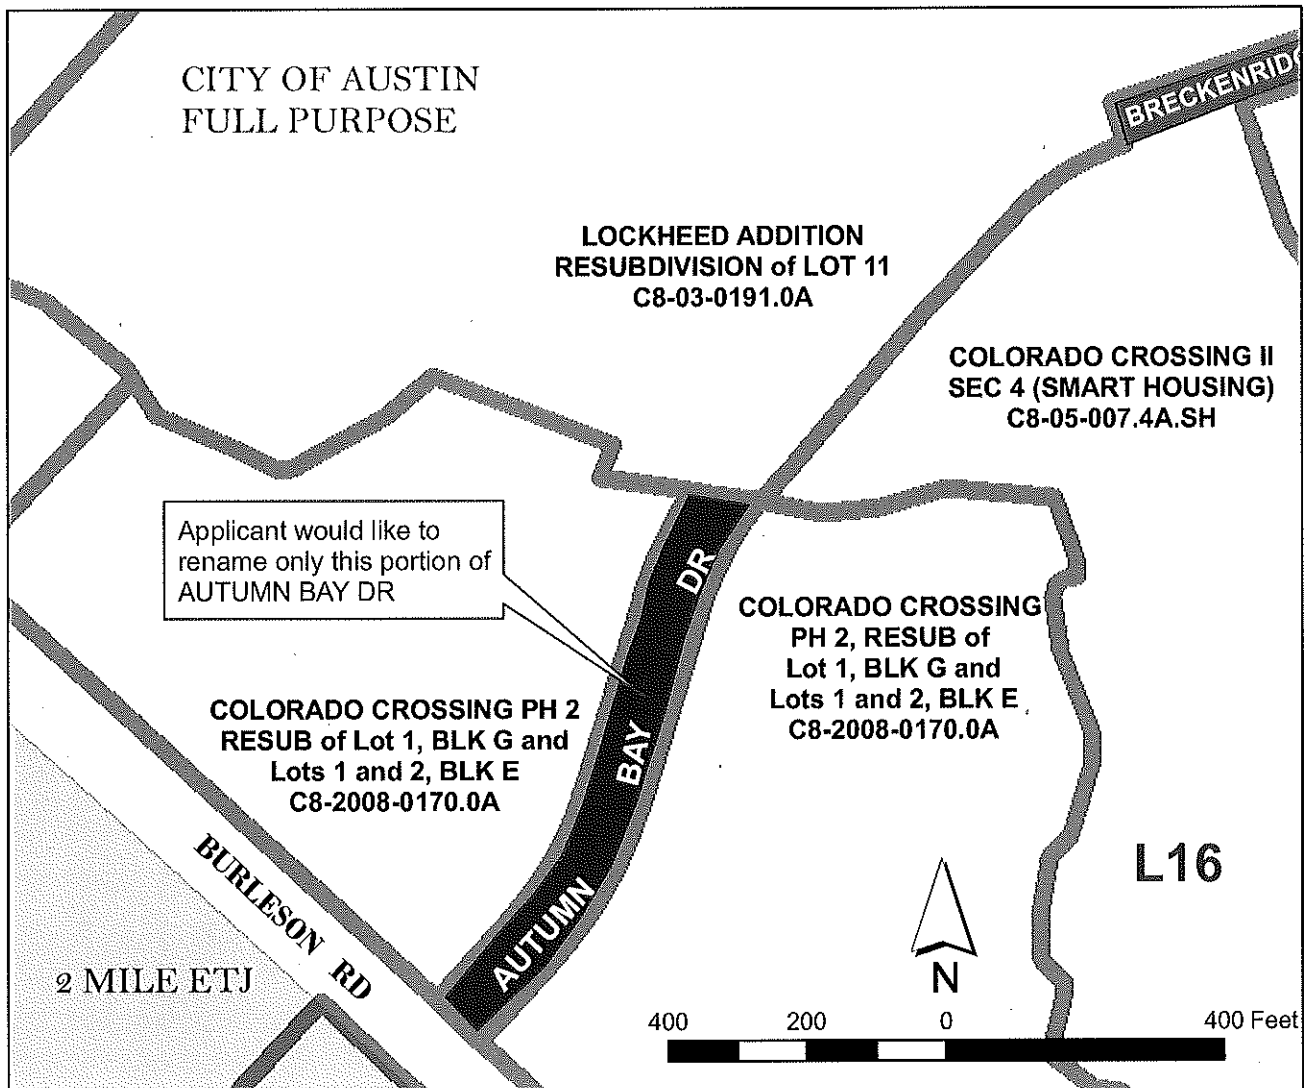 CITY OF AUSTIN
FULL PURPOSE
BRECKENRIDG
LOCKHEED ADDITION
RESUBDIVISION of LOT 11
C8-03-0191.0A
COLORADO CROSSING II
SEC 4 (SMART HOUSING)
C8-05-007.4A.SH
Applicant would like to
rename only this portion of
AUTUMN BAY DR
COLORADO CROSSING
PH 2, RESUB of
Lot 1, BLK G and
Lots 1 and 2, BLK E
C8-2008-0170.0A
COLORADO CROSSING PH 2
RESUB of Lot 1, BLK G and
Lots 1 and 2, BLK E
C8-2008-0170.0A
AUTUMN BAY DR
BURLESON RD
2 MILE ETJ
L16
N
400 200 0 400 Feet